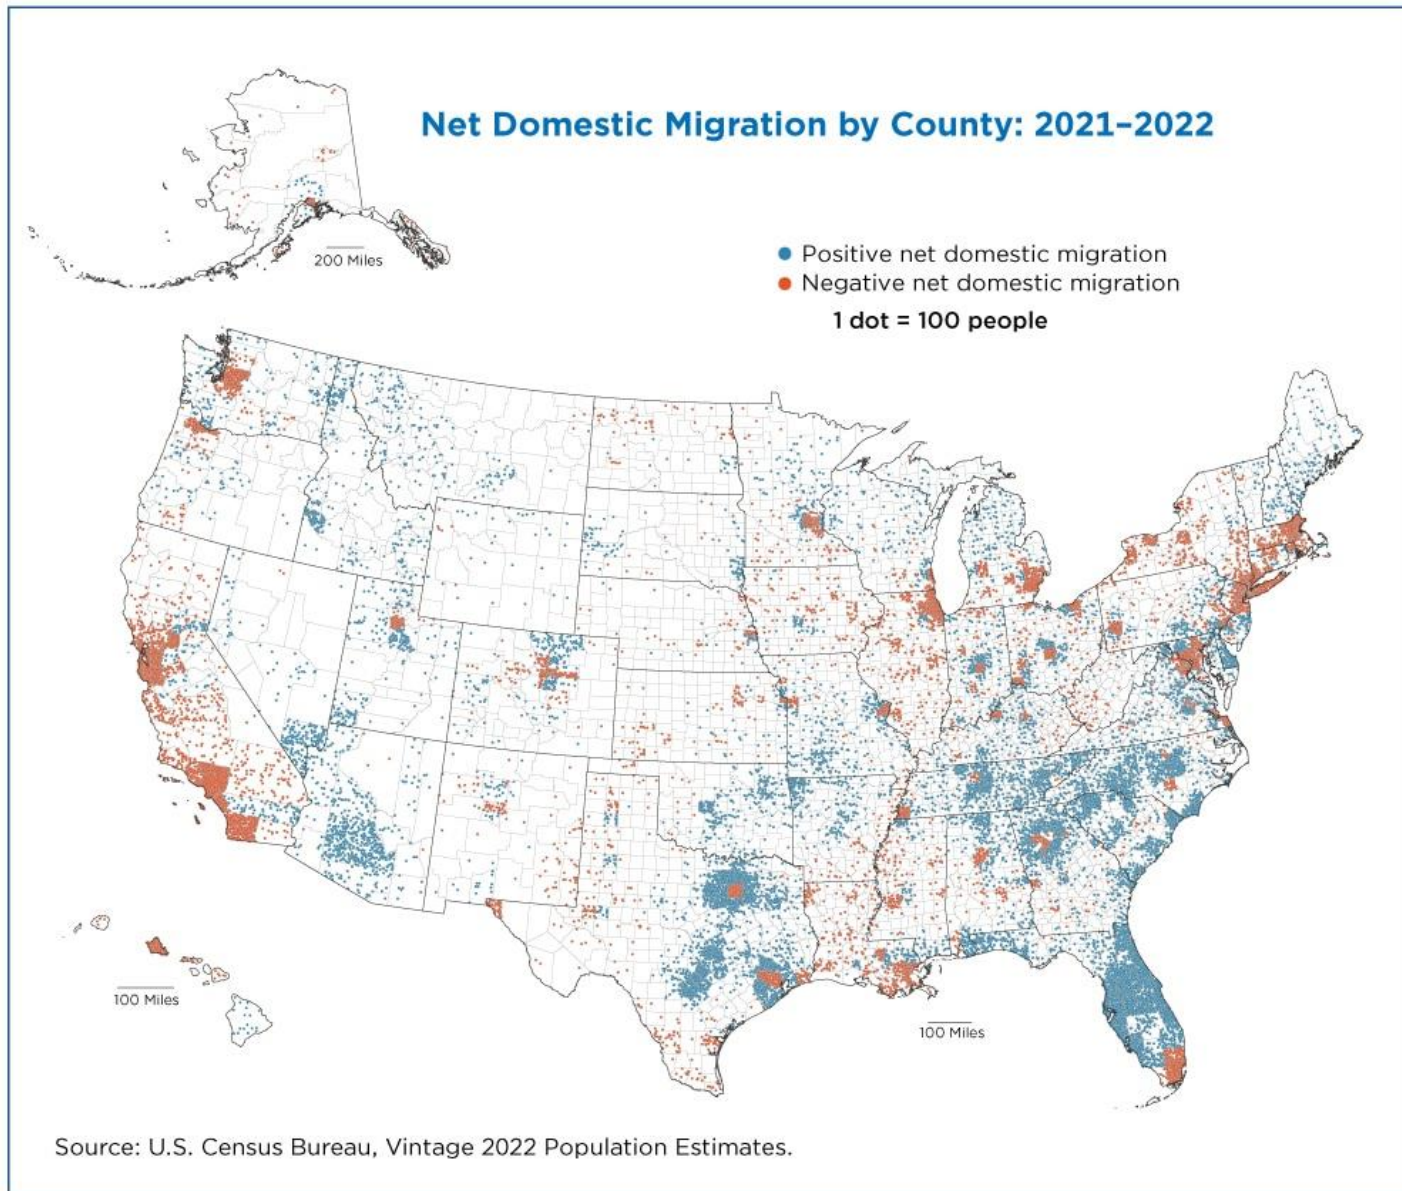 Net Domestic Migration by County: 2021–2022
200 Miles
Positive net domestic migration
Negative net domestic migration
1 dot = 100 people
100 Miles
100 Miles
Source: U.S. Census Bureau, Vintage 2022 Population Estimates.